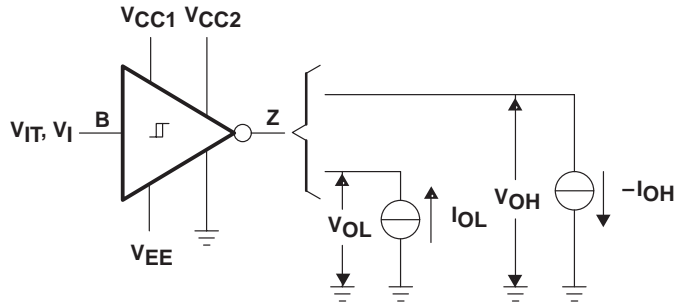 VCC1 VCC2
VIT, VI B Z
VOL IOL VOH –IOH
VEE